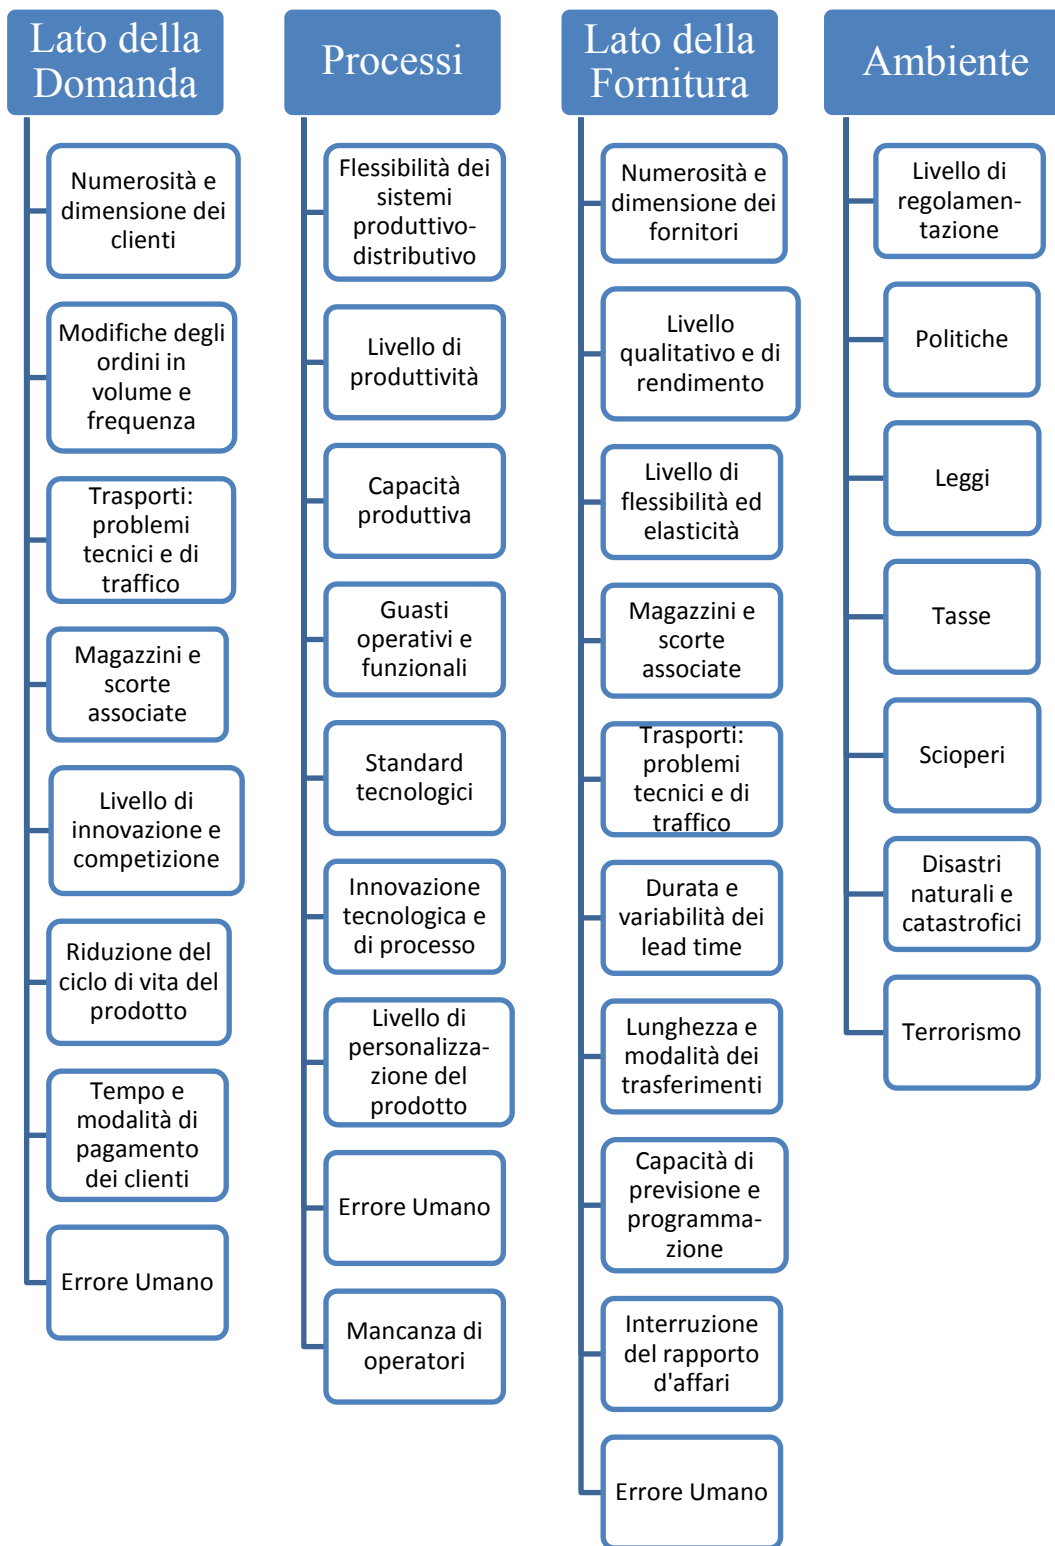 Lato della
Domanda
Numerosità e
dimensione dei
clienti
Modifiche degli
ordini in
volume e
frequenza
Trasporti:
problemi
tecnici e di
traffico
Magazzini e
scorte
associate
Livello di
innovazione e
competizione
Riduzione del
ciclo di vita del
prodotto
Tempo e
modalità di
pagamento
dei clienti
Errore Umano
Processi
Flessibilità dei
sistemi
produttivo-
distributivo
Livello di
produttività
Capacità
produttiva
Guasti
operativi e
funzionali
Standard
tecnologici
Innovazione
tecnologica e
di processo
Livello di
personalizza-
zione del
prodotto
Errore Umano
Mancanza di
operatori
Lato della
Fornitura
Numerosità e
dimensione dei
fornitori
Livello
qualitativo e di
rendimento
Livello di
flessibilità ed
elasticità
Magazzini e
scorte
associate
Trasporti:
problemi
tecnici e di
traffico
Durata e
variabilità dei
lead time
Lunghezza e
modalità dei
trasferimenti
Capacità di
previsione e
programma-
zione
Interruzione
del rapporto
d'affari
Errore Umano
Ambiente
Livello di
regolamen-
tazione
Politiche
Leggi
Tasse
Scioperi
Disastri
naturali e
catastrofici
Terrorismo